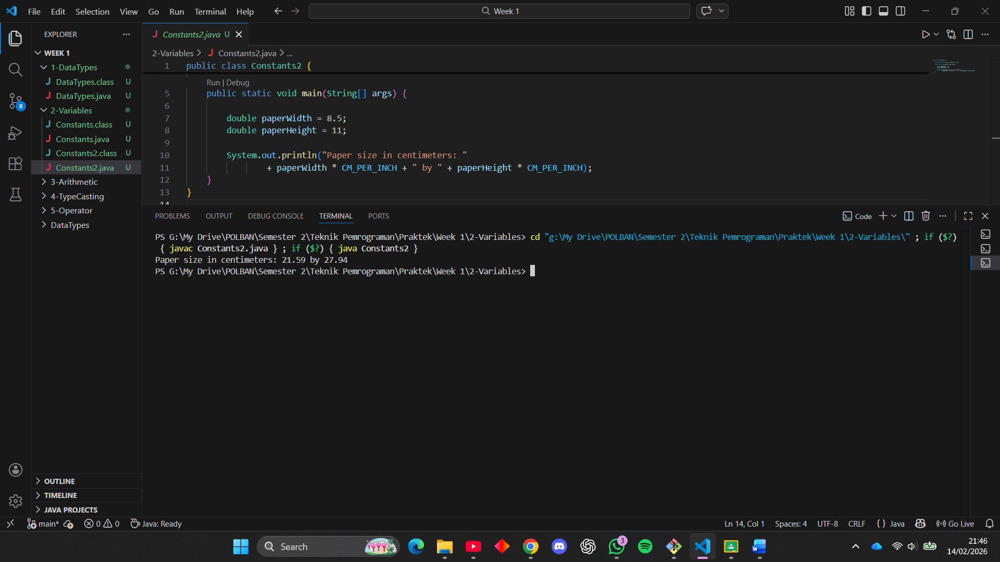 File Edit Selection View Go Run Terminal Help
Week 1
EXPLORER
WEEK 1
1-DataTypes
DataTypes.class U
DataTypes.java U
2-Variables
Constants.class U
Constants.java U
Constants2.class U
Constants2.java U
3-Arithmetic
4-TypeCasting
5-Operator
DataTypes
OUTLINE
TIMELINE
JAVA PROJECTS
8
Constants2.java U
2-Variables > Constants2.java > ...
1 public class Constants2 {
Run | Debug
5 public static void main(String[] args) {
6
7 double paperWidth = 8.5;
8 double paperHeight = 11;
9
10 System.out.println("Paper size in centimeters: "
11 + paperWidth * CM_PER_INCH + " by " + paperHeight * CM_PER_INCH);
12 }
13 }
14
PROBLEMS OUTPUT DEBUG CONSOLE TERMINAL PORTS
Code
PS G:\My Drive\POLBAN\Semester 2\Teknik Pemrograman\Praktek\Week 1\2-Variables> cd "g:\My Drive\POLBAN\Semester 2\Teknik Pemrograman\Praktek\Week 1\2-Variables\" ; if ($?)
{ javac Constants2.java } ; if ($?) { java Constants2 }
Paper size in centimeters: 21.59 by 27.94
PS G:\My Drive\POLBAN\Semester 2\Teknik Pemrograman\Praktek\Week 1\2-Variables>
main* 0 0 Java: Ready
Ln 14, Col 1 Spaces: 4 UTF-8 CRLF {} Java Go Live
Search
3
21:46
14/02/2026